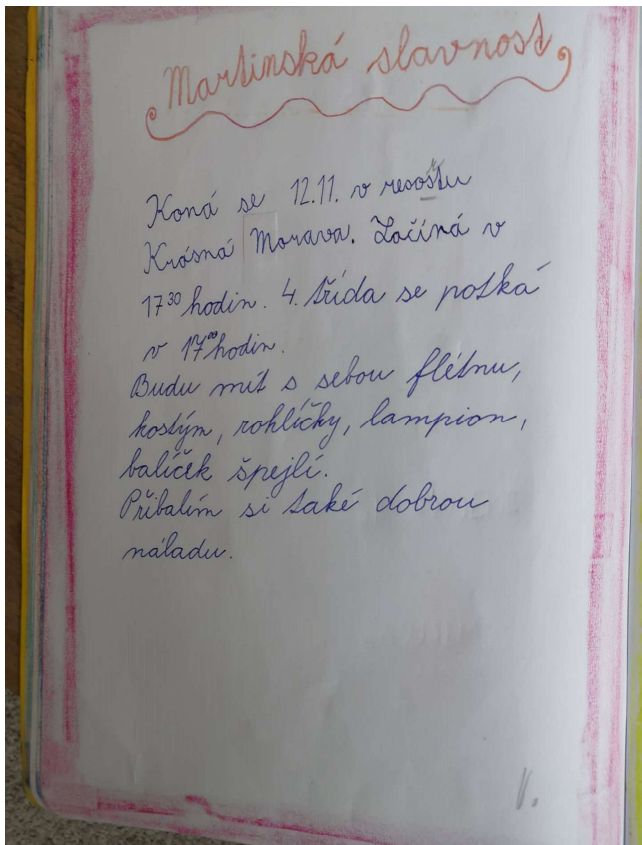 Martinská slavnost
Koná se 12.11. v resoštu
Krásná Morava. Začíná v
17³⁰ hodin. 4. třída se potká
v 17⁰⁰ hodin.
Budu mít s sebou flétnu,
kostým, rohlíčky, lampion,
balíček špejlí.
Přibalím si také dobrou
náladu.
V.